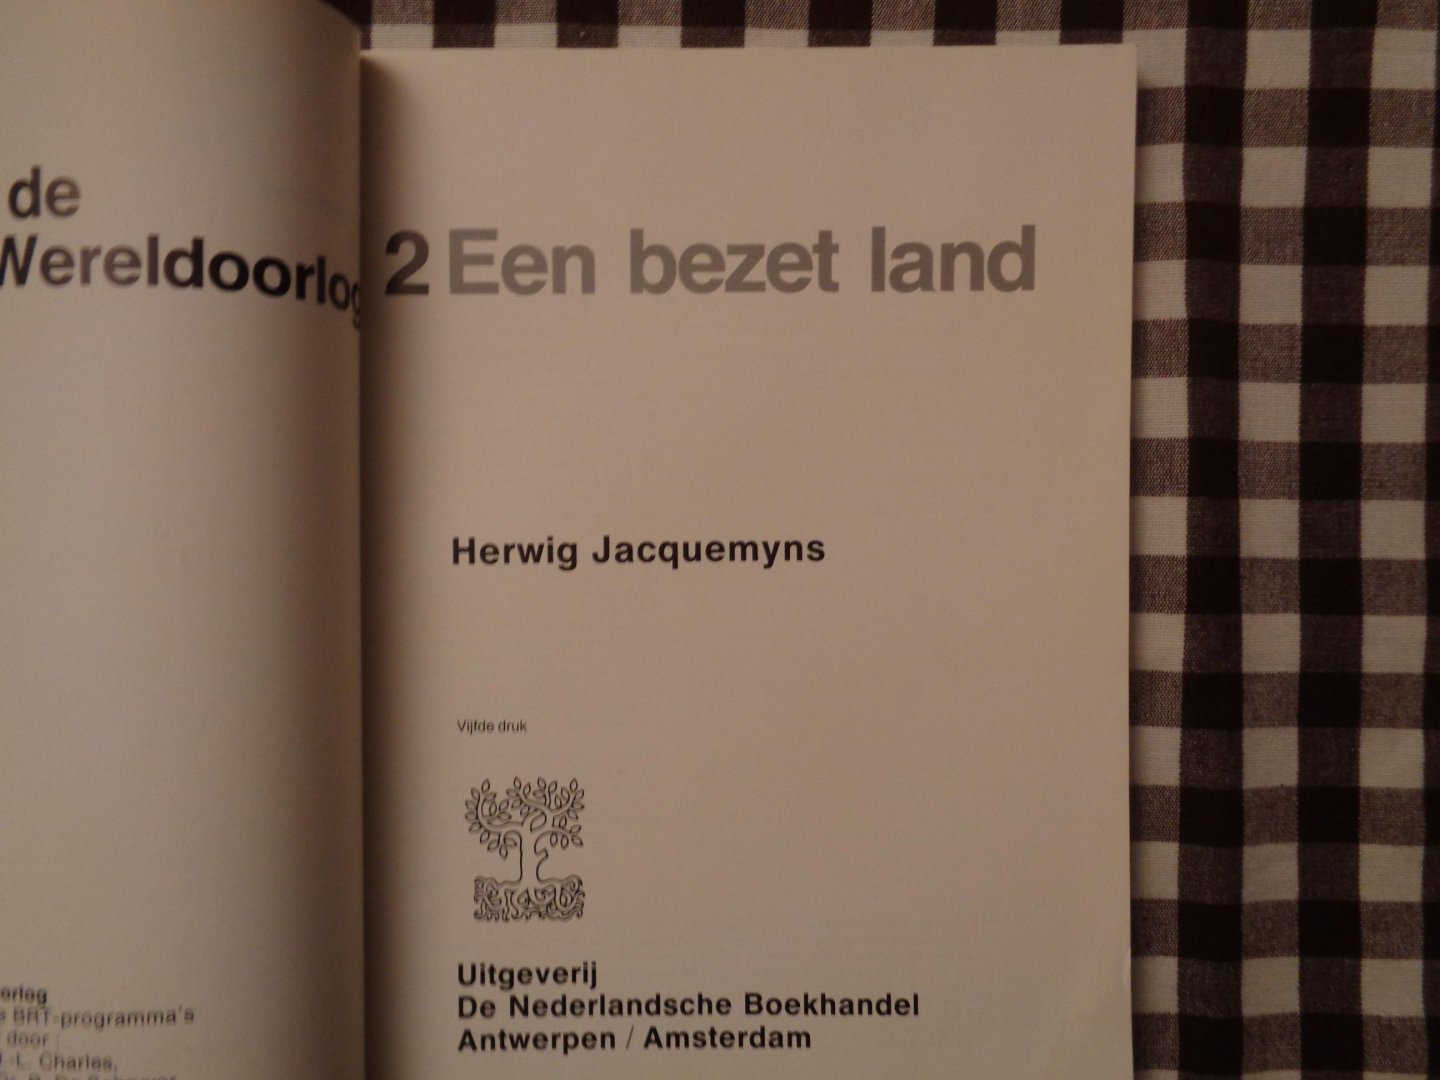 de
Wereldoorlog
2 Een bezet land
Herwig Jacquemyns
Vijfde druk
Uitgeverij
De Nederlandsche Boekhandel
Antwerpen / Amsterdam
BRT-programma's
door
J.-L. Charles,